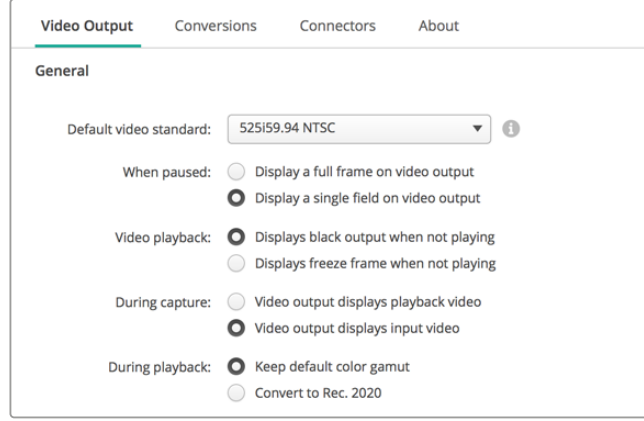 Video Output Conversions Connectors About
General
Default video standard: 525i59.94 NTSC
When paused: Display a full frame on video output
Display a single field on video output
Video playback: Displays black output when not playing
Displays freeze frame when not playing
During capture: Video output displays playback video
Video output displays input video
During playback: Keep default color gamut
Convert to Rec. 2020